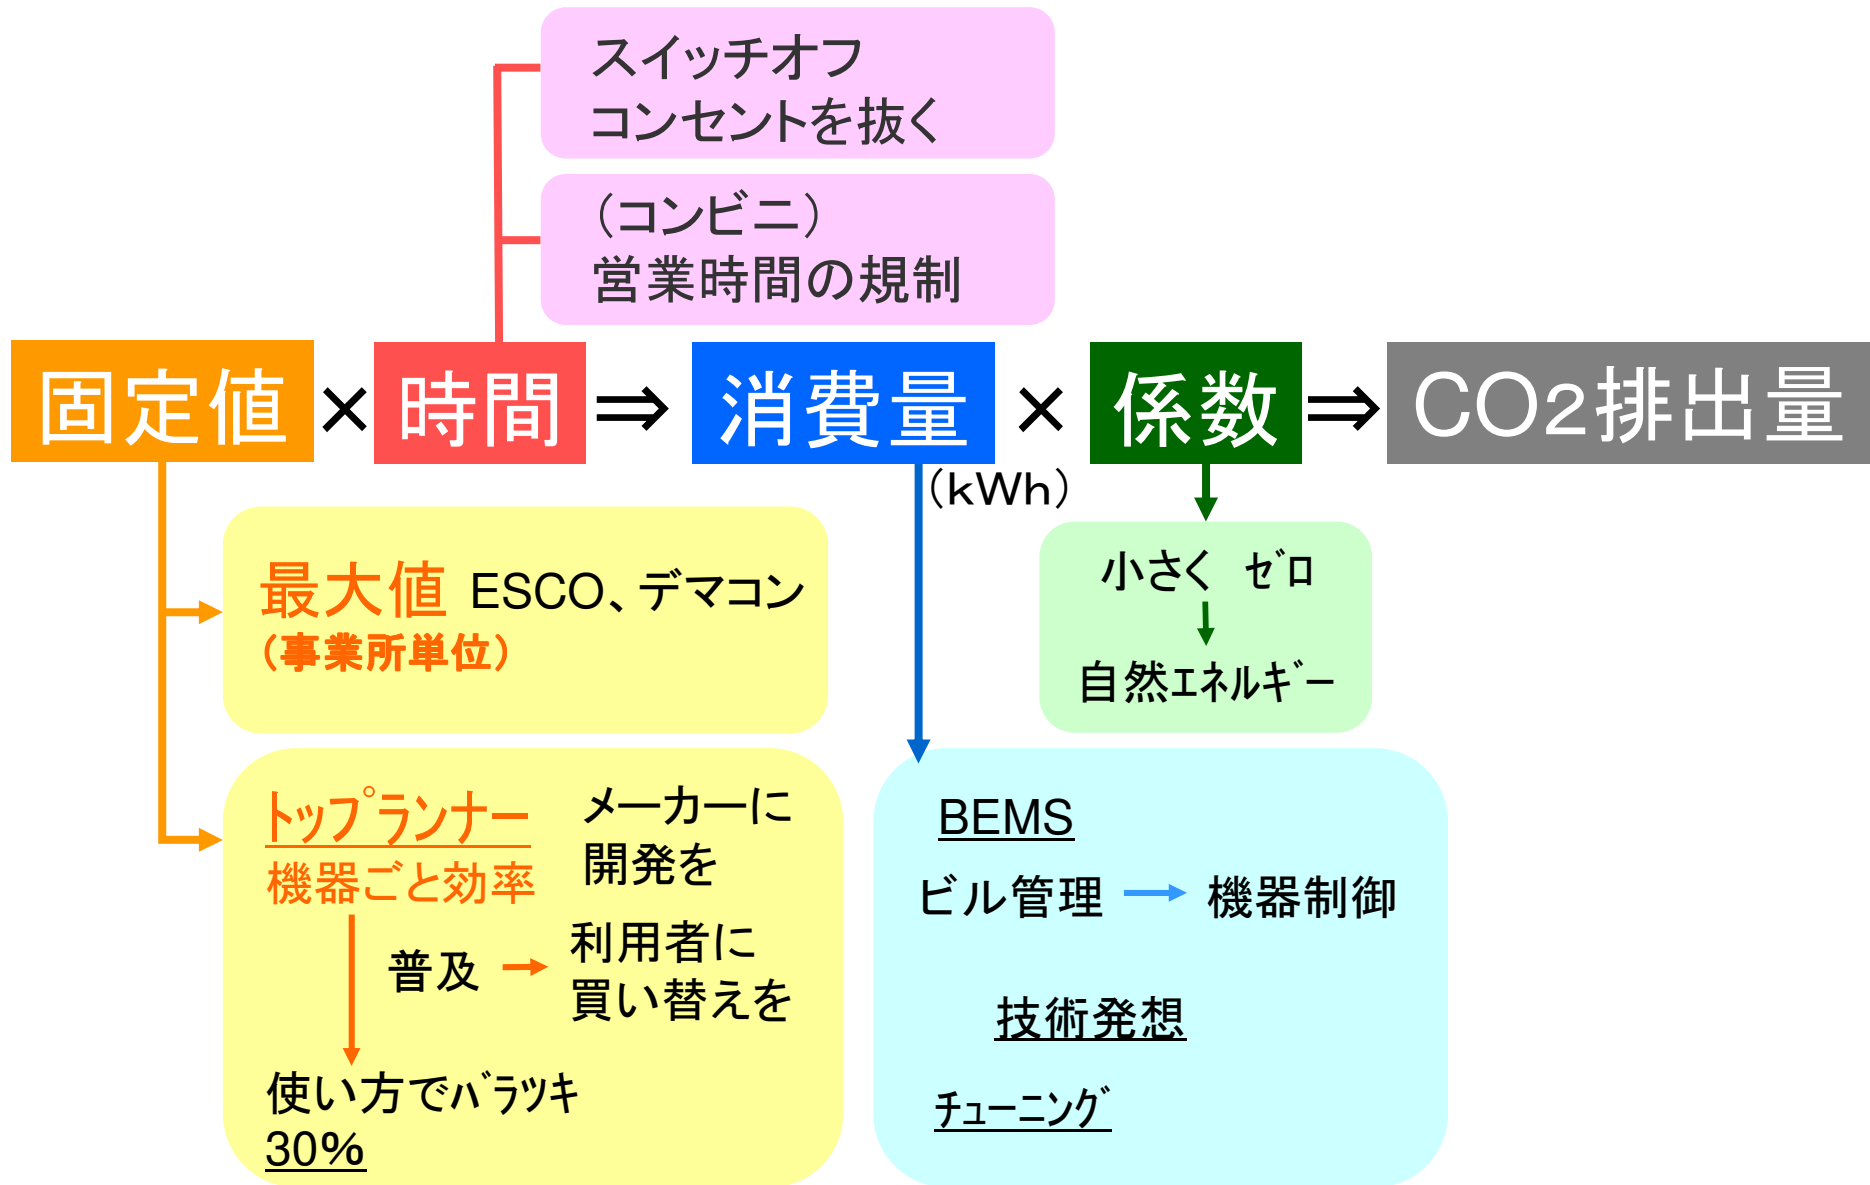 スイッチオフ
コンセントを抜く
（コンビニ）
営業時間の規制
固定値×時間⇒消費量×係数⇒CO2排出量
（kWh）
最大値 ESCO、デマコン
（事業所単位）
小さく ｾﾞﾛ
自然ｴﾈﾙｷﾞｰ
ﾄｯﾌﾟﾗﾝﾅｰ
機器ごと効率
メーカーに
開発を
普及
利用者に
買い替えを
使い方でﾊﾞﾗﾂｷ
30%
BEMS
ビル管理
機器制御
技術発想
ﾁｭｰﾆﾝｸﾞ